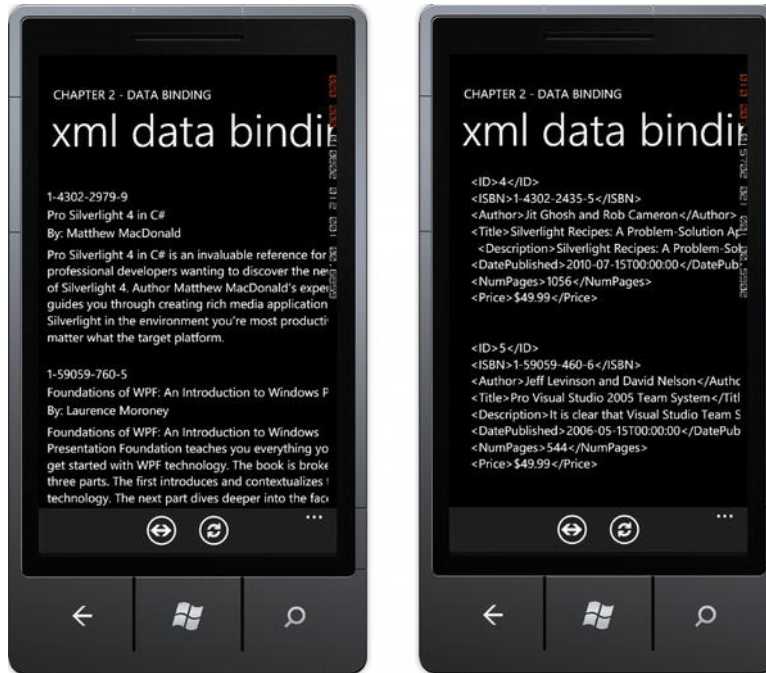 CHAPTER 2 - DATA BINDING
xml data bindin
1-4302-2979-9
Pro Silverlight 4 in C#
By: Matthew MacDonald
Pro Silverlight 4 in C# is an invaluable reference for
professional developers wanting to discover the ne
of Silverlight 4. Author Matthew MacDonald's exper
guides you through creating rich media application
Silverlight in the environment you're most producti
matter what the target platform.
1-59059-760-5
Foundations of WPF: An Introduction to Windows P
By: Laurence Moroney
Foundations of WPF: An Introduction to Windows
Presentation Foundation teaches you everything yo
get started with WPF technology. The book is broke
three parts. The first introduces and contextualizes
technology. The next part dives deeper into the face
CHAPTER 2 - DATA BINDING
xml data bindin
<ID>4</ID>
<ISBN>1-4302-2435-5</ISBN>
<Author>Jit Ghosh and Rob Cameron</Author>
<Title>Silverlight Recipes: A Problem-Solution Ap
<Description>Silverlight Recipes: A Problem-Solu
<DatePublished>2010-07-15T00:00:00</DatePub
<NumPages>1056</NumPages>
<Price>$49.99</Price>
<ID>5</ID>
<ISBN>1-59059-460-6</ISBN>
<Author>Jeff Levinson and David Nelson</Autho
<Title>Pro Visual Studio 2005 Team System</Titl
<Description>It is clear that Visual Studio Team S
<DatePublished>2006-05-15T00:00:00</DatePub
<NumPages>544</NumPages>
<Price>$49.99</Price>